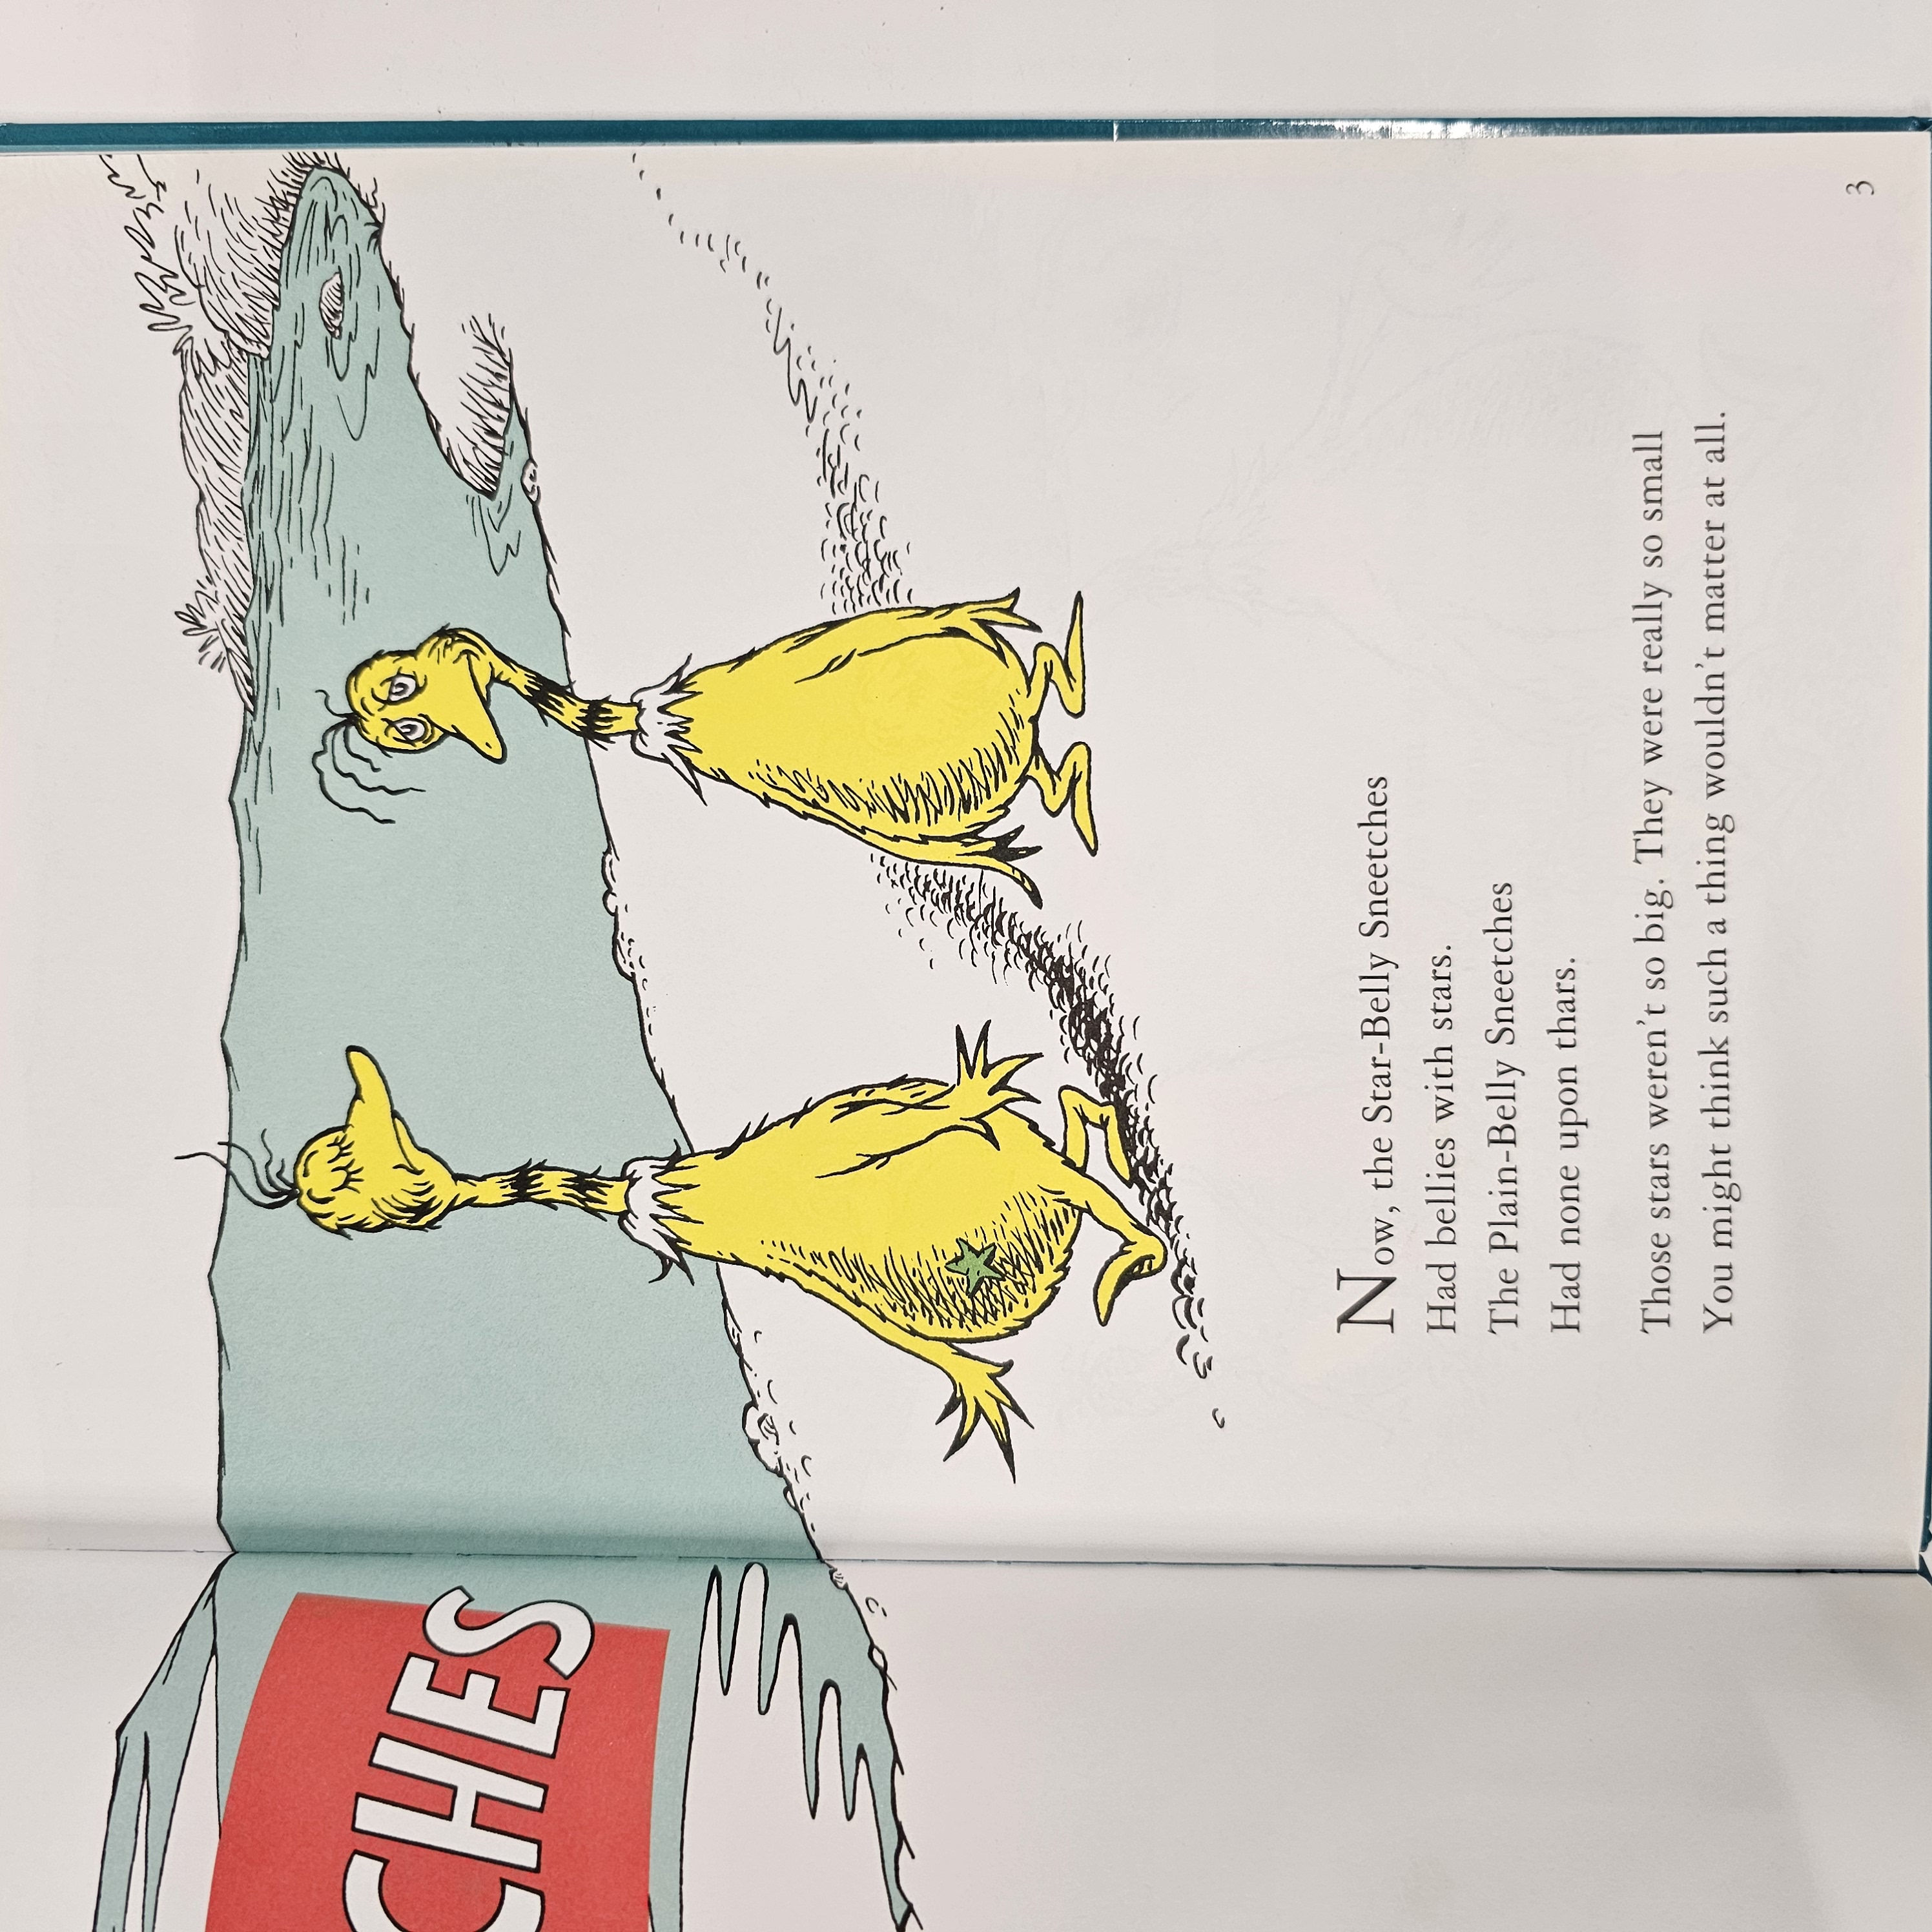 CHES
Now, the Star-Belly Sneetches
Had bellies with stars.
The Plain-Belly Sneetches
Had none upon thars.
Those stars weren't so big. They were really so small
You might think such a thing wouldn't matter at all.
3